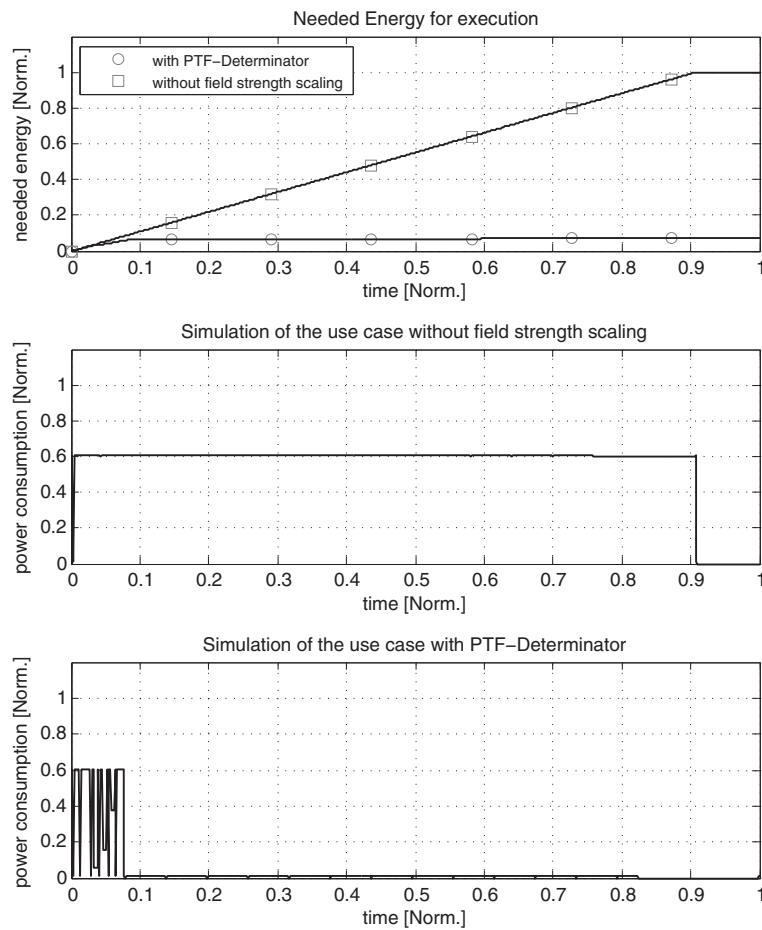 Needed Energy for execution
with PTF−Determinator
without field strength scaling
needed energy [Norm.]
1
0.8
0.6
0.4
0.2
0
0 0.1 0.2 0.3 0.4 0.5 0.6 0.7 0.8 0.9 1
time [Norm.]
Simulation of the use case without field strength scaling
power consumption [Norm.]
1
0.8
0.6
0.4
0.2
0
0 0.1 0.2 0.3 0.4 0.5 0.6 0.7 0.8 0.9 1
time [Norm.]
Simulation of the use case with PTF−Determinator
power consumption [Norm.]
1
0.8
0.6
0.4
0.2
0
0 0.1 0.2 0.3 0.4 0.5 0.6 0.7 0.8 0.9 1
time [Norm.]